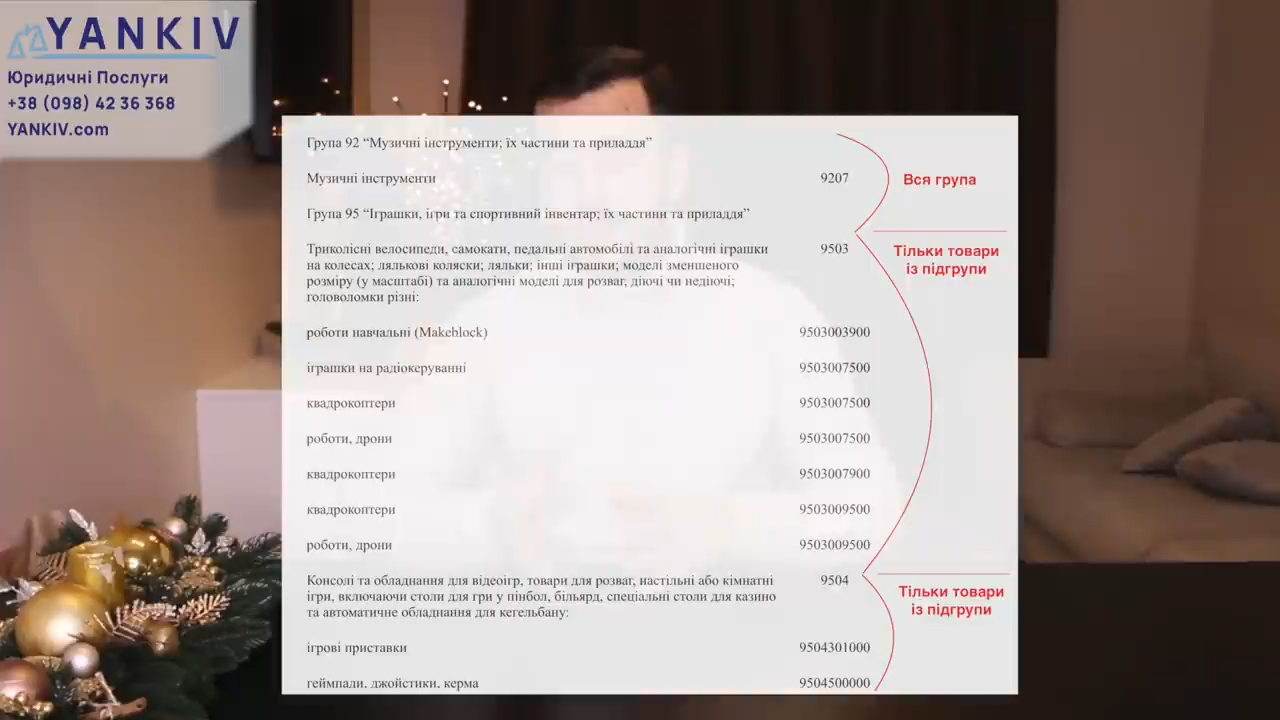 YANKIV
Юридичні Послуги
+38 (098) 42 36 368
YANKIV.com
Група 92 “Музичні інструменти; їх частини та приладдя”
Музичні інструменти 9207
Вся група
Група 95 “Іграшки, ігри та спортивний інвентар; їх частини та приладдя”
Триколісні велосипеди, самокати, педальні автомобілі та аналогічні іграшки 9503
на колесах; лялькові коляски; ляльки; інші іграшки; моделі зменшеного
розміру (у масштабі) та аналогічні моделі для розваг, діючі чи недіючі;
головоломки різні:
Тільки товари
із підгрупи
роботи навчальні (Makeblock) 9503003900
іграшки на радіокеруванні 9503007500
квадрокоптери 9503007500
роботи, дрони 9503007500
квадрокоптери 9503007900
квадрокоптери 9503009500
роботи, дрони 9503009500
Консолі та обладнання для відеоігр, товари для розваг, настільні або кімнатні 9504
ігри, включаючи столи для гри у пінбол, більярд, спеціальні столи для казино
та автоматичне обладнання для кегельбану:
Тільки товари
із підгрупи
ігрові приставки 9504301000
геймпади, джойстики, керма 9504500000